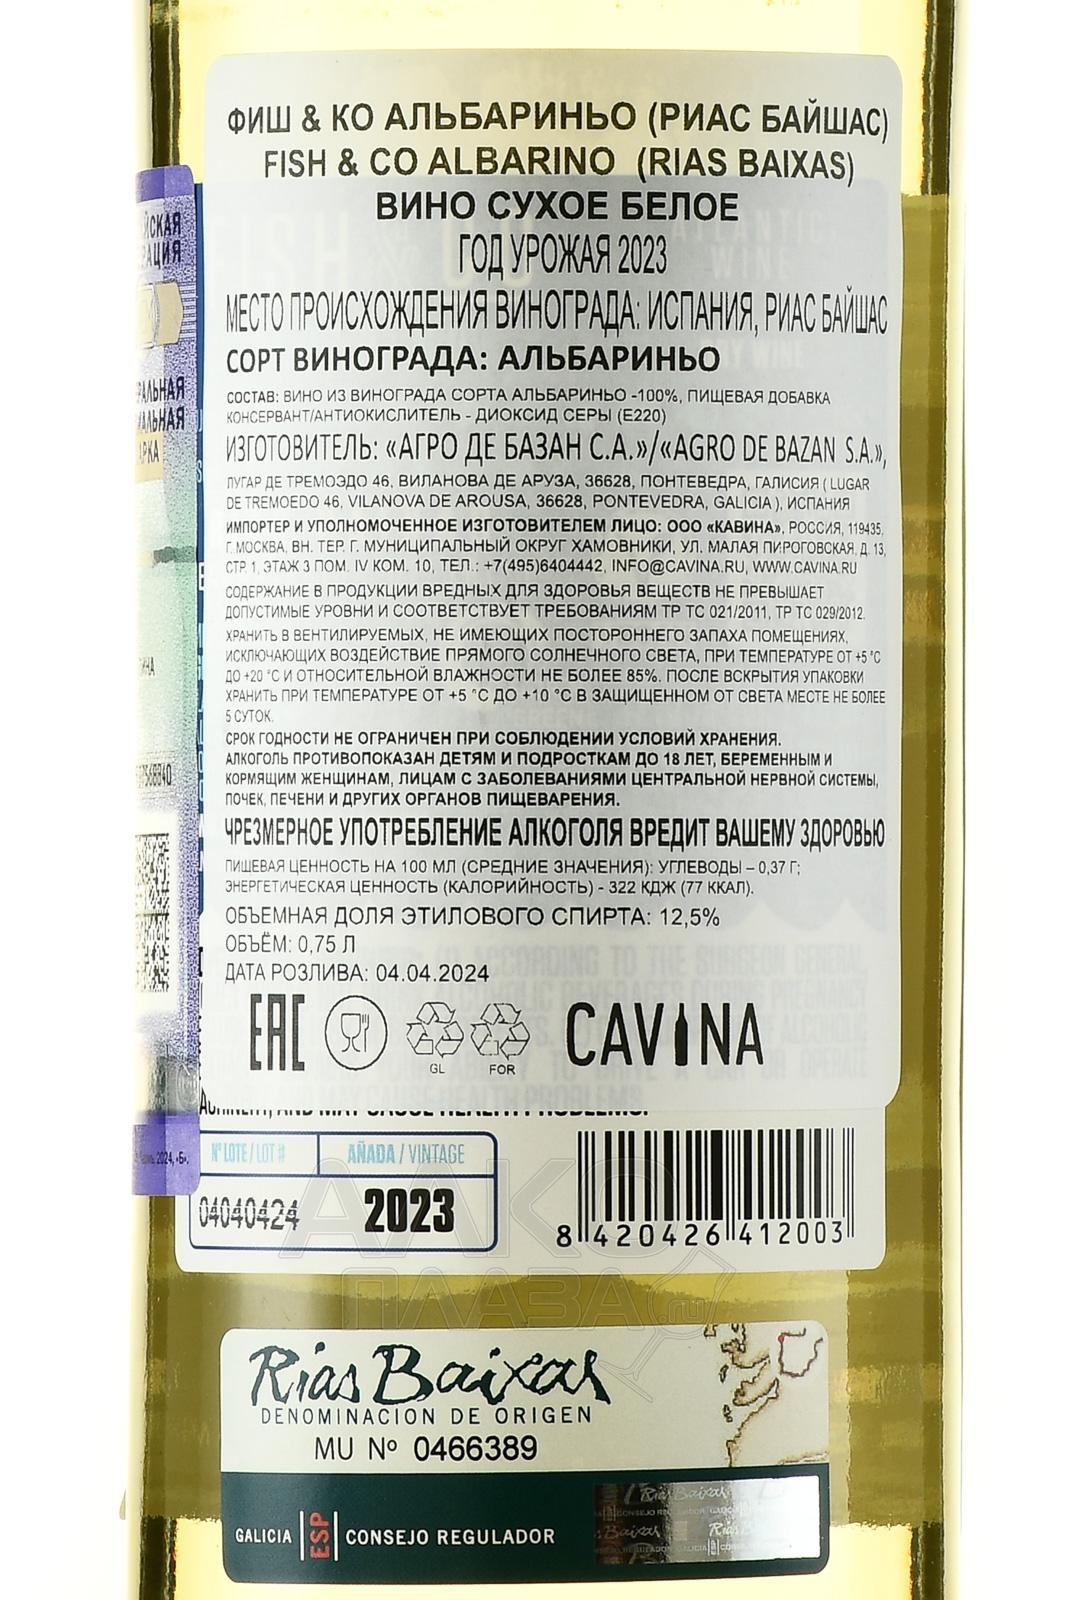 ФИШ & КО АЛЬБАРИНЬО (РИАС БАЙШАС)
FISH & CO ALBARINO (RIAS BAIXAS)
ВИНО СУХОЕ БЕЛОЕ
ГОД УРОЖАЯ 2023
МЕСТО ПРОИСХОЖДЕНИЯ ВИНОГРАДА: ИСПАНИЯ, РИАС БАЙШАС
СОРТ ВИНОГРАДА: АЛЬБАРИНЬО
СОСТАВ: ВИНО ИЗ ВИНОГРАДА СОРТА АЛЬБАРИНЬО -100%, ПИЩЕВАЯ ДОБАВКА
КОНСЕРВАНТ/АНТИОКИСЛИТЕЛЬ - ДИОКСИД СЕРЫ (Е220)
ИЗГОТОВИТЕЛЬ: «АГРО ДЕ БАЗАН С.А.»/«AGRO DE BAZAN S.A.»,
ЛУГАР ДЕ ТРЕМОЭДО 46, ВИЛАНОВА ДЕ АРУЗА, 36628, ПОНТЕВЕДРА, ГАЛИСИЯ ( LUGAR
DE TREMOEDO 46, VILANOVA DE AROUSA, 36628, PONTEVEDRA, GALICIA ), ИСПАНИЯ
ИМПОРТЕР И УПОЛНОМОЧЕННОЕ ИЗГОТОВИТЕЛЕМ ЛИЦО: ООО «КАВИНА», РОССИЯ, 119435,
Г. МОСКВА, ВН. ТЕР. Г. МУНИЦИПАЛЬНЫЙ ОКРУГ ХАМОВНИКИ, УЛ. МАЛАЯ ПИРОГОВСКАЯ, Д. 13,
СТР. 1, ЭТАЖ 3 ПОМ. IV КОМ. 10, ТЕЛ.: +7(495)6404442, INFO@CAVINA.RU, WWW.CAVINA.RU
СОДЕРЖАНИЕ В ПРОДУКЦИИ ВРЕДНЫХ ДЛЯ ЗДОРОВЬЯ ВЕЩЕСТВ НЕ ПРЕВЫШАЕТ
ДОПУСТИМЫЕ УРОВНИ И СООТВЕТСТВУЕТ ТРЕБОВАНИЯМ ТР ТС 021/2011, ТР ТС 029/2012.
ХРАНИТЬ В ВЕНТИЛИРУЕМЫХ, НЕ ИМЕЮЩИХ ПОСТОРОННЕГО ЗАПАХА ПОМЕЩЕНИЯХ,
ИСКЛЮЧАЮЩИХ ВОЗДЕЙСТВИЕ ПРЯМОГО СОЛНЕЧНОГО СВЕТА, ПРИ ТЕМПЕРАТУРЕ ОТ +5 °С
ДО +20 °С И ОТНОСИТЕЛЬНОЙ ВЛАЖНОСТИ НЕ БОЛЕЕ 85%. ПОСЛЕ ВСКРЫТИЯ УПАКОВКИ
ХРАНИТЬ ПРИ ТЕМПЕРАТУРЕ ОТ +5 °С ДО +10 °С В ЗАЩИЩЕННОМ ОТ СВЕТА МЕСТЕ НЕ БОЛЕЕ
5 СУТОК.
СРОК ГОДНОСТИ НЕ ОГРАНИЧЕН ПРИ СОБЛЮДЕНИИ УСЛОВИЙ ХРАНЕНИЯ.
АЛКОГОЛЬ ПРОТИВОПОКАЗАН ДЕТЯМ И ПОДРОСТКАМ ДО 18 ЛЕТ, БЕРЕМЕННЫМ И
КОРМЯЩИМ ЖЕНЩИНАМ, ЛИЦАМ С ЗАБОЛЕВАНИЯМИ ЦЕНТРАЛЬНОЙ НЕРВНОЙ СИСТЕМЫ,
ПОЧЕК, ПЕЧЕНИ И ДРУГИХ ОРГАНОВ ПИЩЕВАРЕНИЯ.
ЧРЕЗМЕРНОЕ УПОТРЕБЛЕНИЕ АЛКОГОЛЯ ВРЕДИТ ВАШЕМУ ЗДОРОВЬЮ
ПИЩЕВАЯ ЦЕННОСТЬ НА 100 МЛ (СРЕДНИЕ ЗНАЧЕНИЯ): УГЛЕВОДЫ – 0,37 Г;
ЭНЕРГЕТИЧЕСКАЯ ЦЕННОСТЬ (КАЛОРИЙНОСТЬ) - 322 КДЖ (77 ККАЛ).
ОБЪЕМНАЯ ДОЛЯ ЭТИЛОВОГО СПИРТА: 12,5%
ОБЪЁМ: 0,75 Л
ДАТА РОЗЛИВА: 04.04.2024
EAC GL FOR CAVINA
AND MAY CAUSE HEALTH PROBLEMS.
Nº LOTE / LOT # AÑADA / VINTAGE
04040424 2023
8 420426 412003
АЛКО
ПЛАЗА.ru
Rias Baixas
DENOMINACION DE ORIGEN
MU Nº 0466389
GALICIA ESP CONSEJO REGULADOR
Rias Baixas